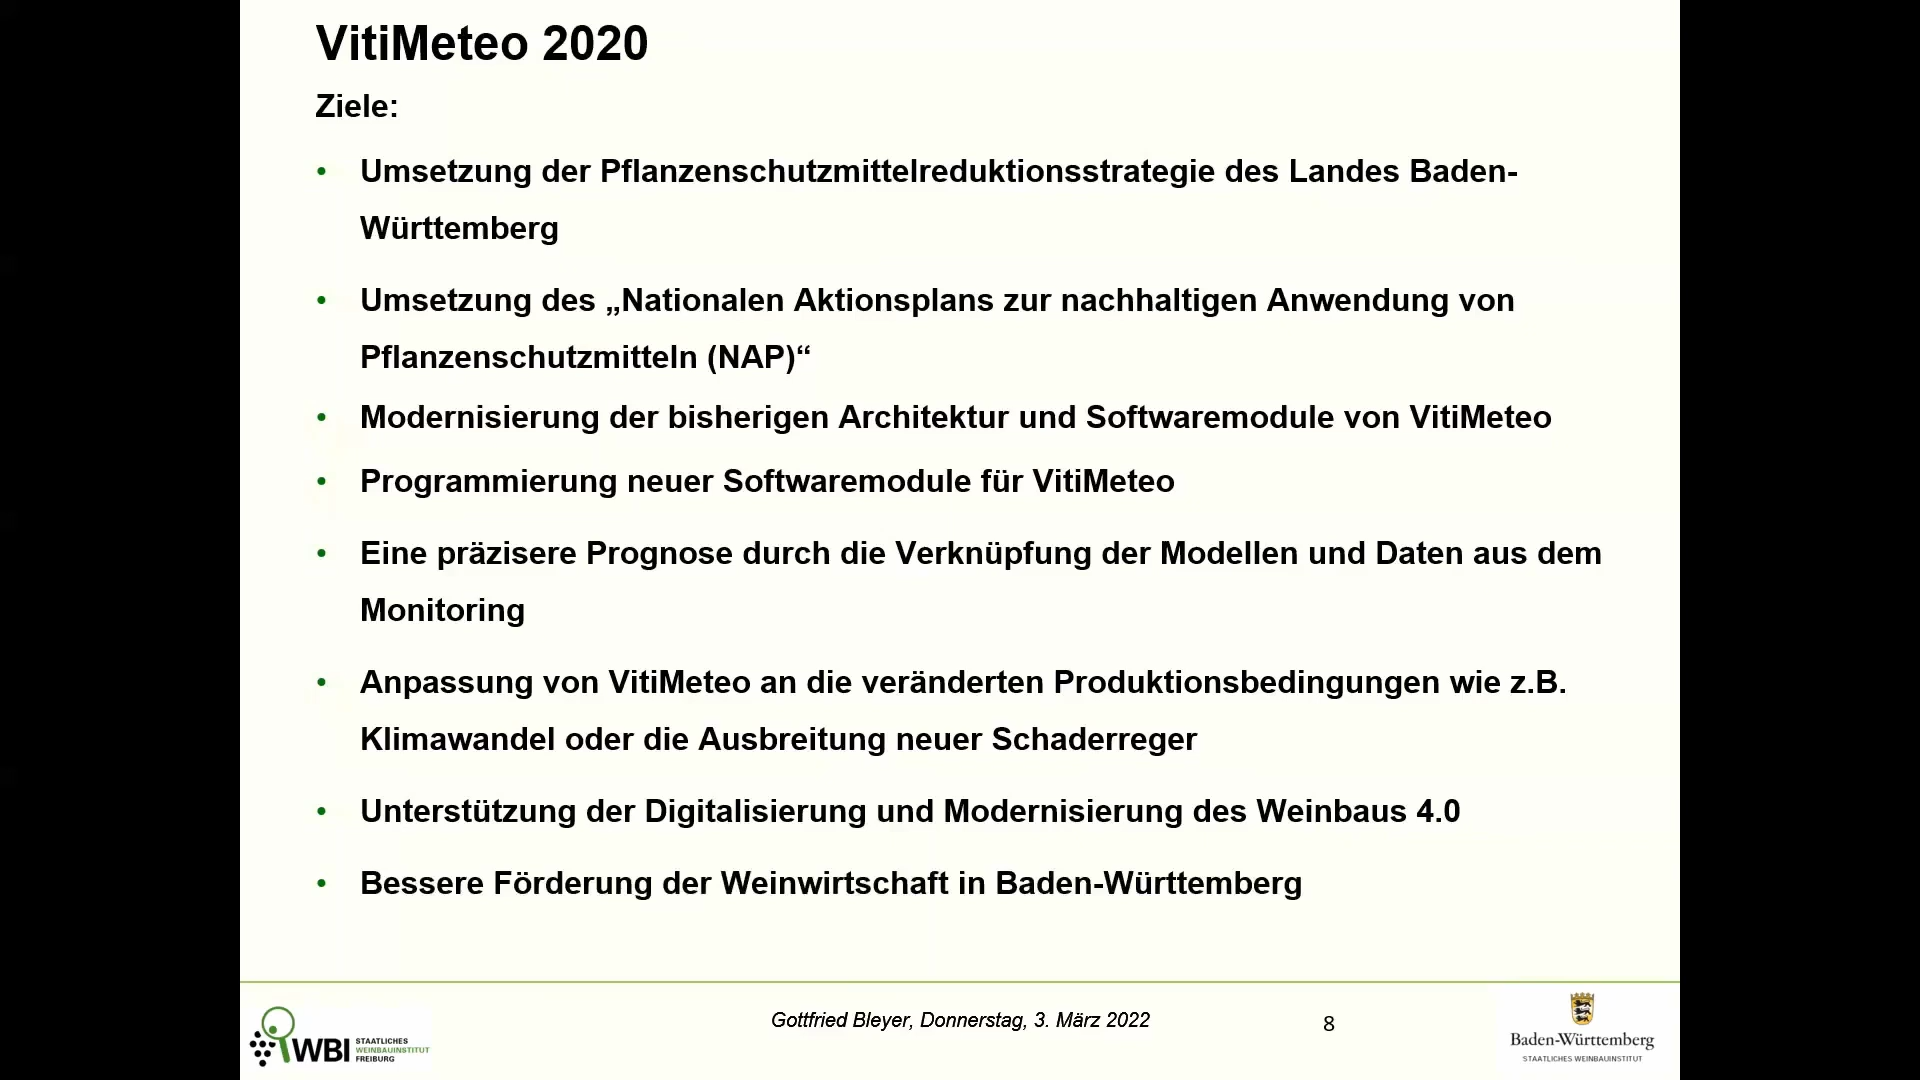 VitiMeteo 2020
Ziele:
• Umsetzung der Pflanzenschutzmittelreduktionsstrategie des Landes Baden-
Württemberg
• Umsetzung des „Nationalen Aktionsplans zur nachhaltigen Anwendung von
Pflanzenschutzmitteln (NAP)“
• Modernisierung der bisherigen Architektur und Softwaremodule von VitiMeteo
• Programmierung neuer Softwaremodule für VitiMeteo
• Eine präzisere Prognose durch die Verknüpfung der Modellen und Daten aus dem
Monitoring
• Anpassung von VitiMeteo an die veränderten Produktionsbedingungen wie z.B.
Klimawandel oder die Ausbreitung neuer Schaderreger
• Unterstützung der Digitalisierung und Modernisierung des Weinbaus 4.0
• Bessere Förderung der Weinwirtschaft in Baden-Württemberg
WBI
STAATLICHES
WEINBAUINSTITUT
FREIBURG
Gottfried Bleyer, Donnerstag, 3. März 2022
8
Baden-Württemberg
STAATLICHES WEINBAUINSTITUT